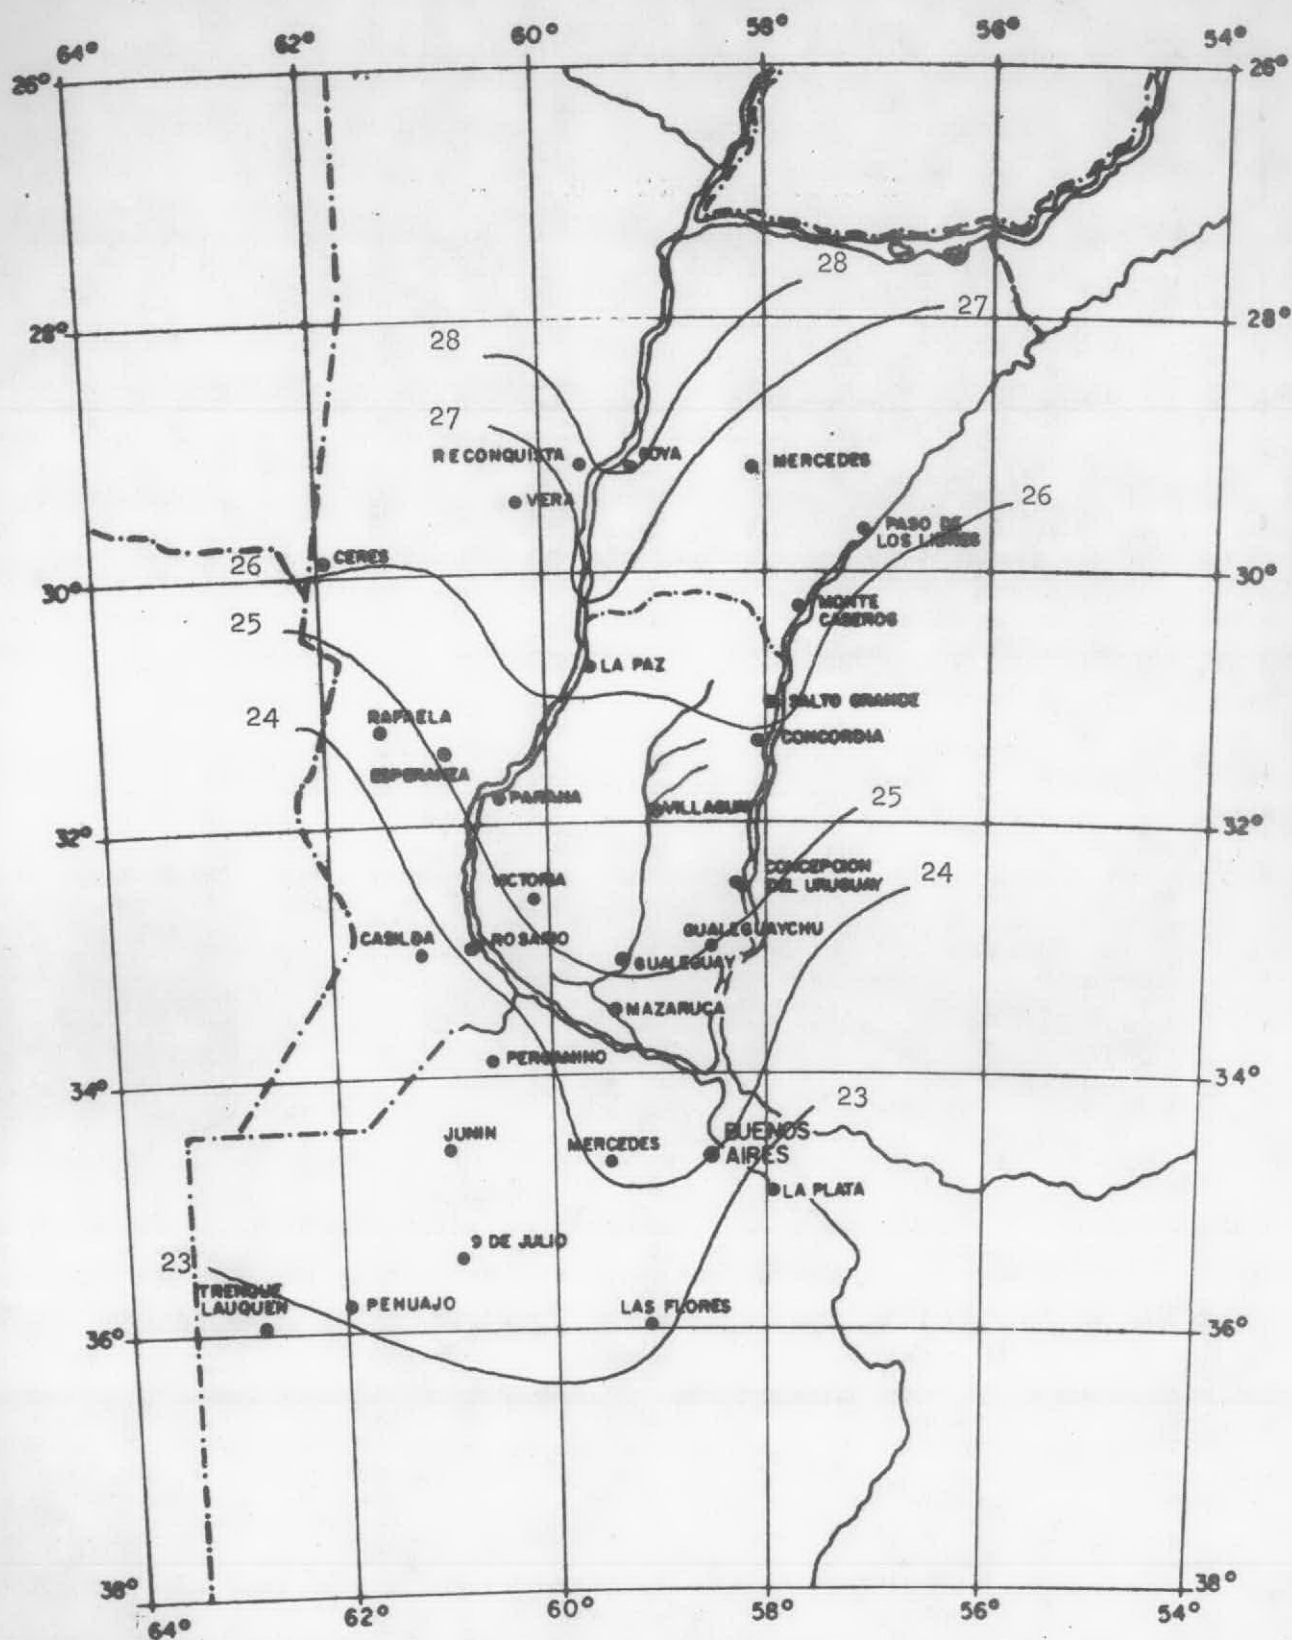 64°
62°
60°
58°
56°
54°
26°
26°
28
27
28°
28°
28
27
RECONQUISTA
GOYA
MERCEDES
VERA
26
PASO DE
LOS LIBRES
CERES
26
30°
30°
MONTE
CASEROS
25
LA PAZ
SALTO GRANDE
24
RAFAELA
CONCORDIA
ESPERANZA
PARANA
25
VILLAGUAY
32°
32°
VICTORIA
CONCEPCION
DEL URUGUAY
24
CASILDA
ROSARIO
GUALEGUAYCHU
GUALEGUAY
MAZARUCA
PERGAMINO
34°
34°
23
JUNIN
MERCEDES
BUENOS
AIRES
LA PLATA
9 DE JULIO
23
TRENQUE
LAUQUEN
PEHUAJO
LAS FLORES
36°
36°
38°
38°
64°
62°
60°
58°
56°
54°